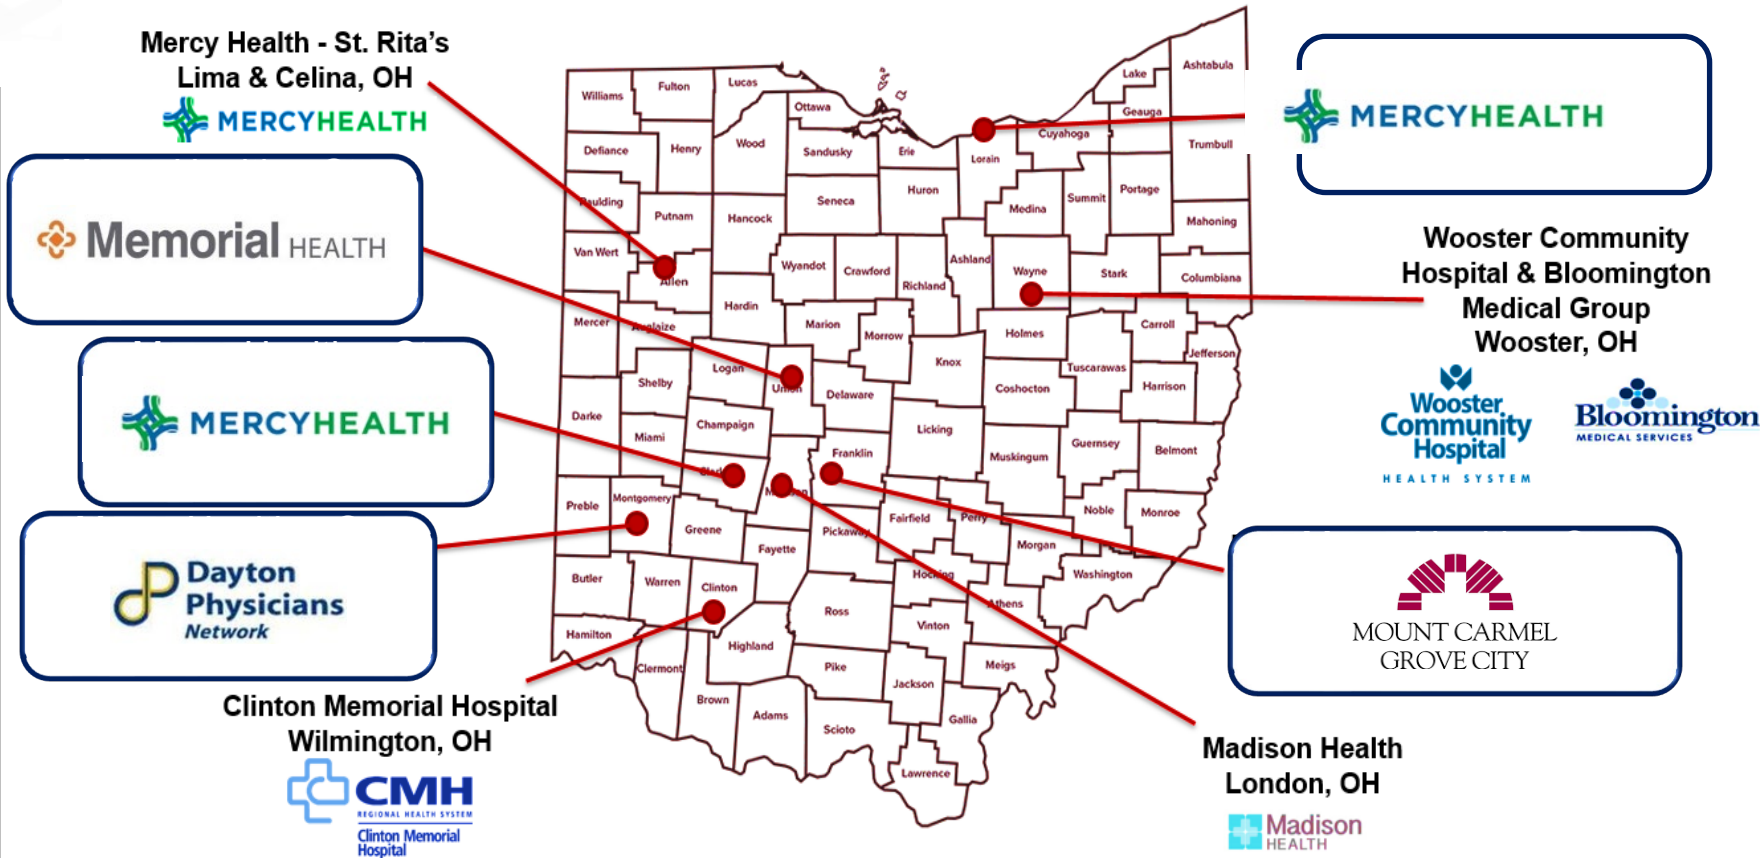 Mercy Health - St. Rita's
Lima & Celina, OH
MERCYHEALTH
Memorial HEALTH
MERCYHEALTH
Dayton
Physicians
Network
Clinton Memorial Hospital
Wilmington, OH
CMH
REGIONAL HEALTH SYSTEM
Clinton Memorial
Hospital
Williams
Fulton
Lucas
Ottawa
Lake
Ashtabula
Geauga
Cuyahoga
Defiance
Henry
Wood
Sandusky
Erie
Lorain
Trumbull
Paulding
Putnam
Hancock
Seneca
Huron
Medina
Summit
Portage
Mahoning
Van Wert
Allen
Wyandot
Crawford
Richland
Ashland
Wayne
Stark
Columbiana
Mercer
Auglaize
Hardin
Marion
Morrow
Holmes
Carroll
Jefferson
Shelby
Logan
Union
Delaware
Knox
Coshocton
Tuscarawas
Harrison
Darke
Miami
Champaign
Licking
Muskingum
Guernsey
Belmont
Franklin
Preble
Montgomery
Greene
Fayette
Pickaway
Fairfield
Perry
Morgan
Noble
Monroe
Butler
Warren
Clinton
Ross
Hocking
Athens
Washington
Hamilton
Clermont
Highland
Pike
Vinton
Meigs
Brown
Adams
Scioto
Jackson
Gallia
Lawrence
MERCYHEALTH
Wooster Community
Hospital & Bloomington
Medical Group
Wooster, OH
Wooster
Community
Hospital
HEALTH SYSTEM
Bloomington
MEDICAL SERVICES
MOUNT CARMEL
GROVE CITY
Madison Health
London, OH
Madison
HEALTH